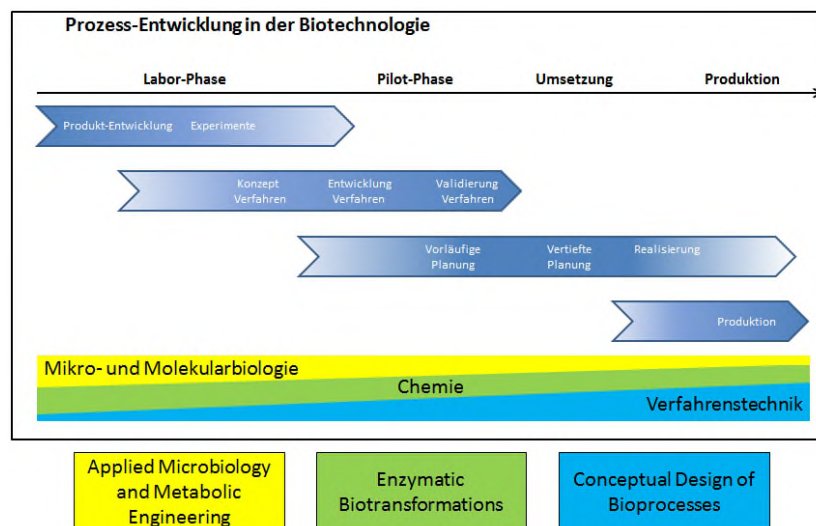 Prozess-Entwicklung in der Biotechnologie
Labor-Phase Pilot-Phase Umsetzung Produktion
Produkt-Entwicklung Experimente
Konzept Entwicklung Validierung
Verfahren Verfahren Verfahren
Vorläufige Vertiefte Realisierung
Planung Planung
Produktion
Mikro- und Molekularbiologie
Chemie
Verfahrenstechnik
Applied Microbiology
and Metabolic
Engineering
Enzymatic
Biotransformations
Conceptual Design of
Bioprocesses